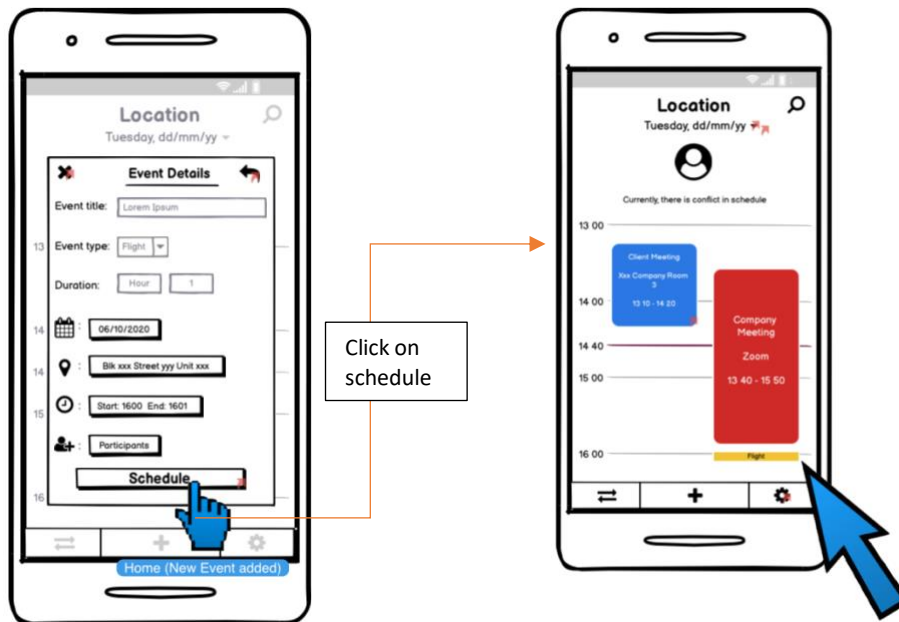 Location
Tuesday, dd/mm/yy
Event Details
Event title:
Lorem Ipsum
13
Event type:
Flight
Duration:
Hour
1
14
:
06/10/2020
14
:
Blk xxx Street yyy Unit xxx
15
:
Start: 1600 End: 1601
:
Participants
Schedule
16
Home (New Event added)
Click on
schedule
Location
Tuesday, dd/mm/yy
Currently, there is conflict in schedule
13 00
Client Meeting
Xxx Company Room
3
13 10 - 14 20
14 00
Company
Meeting
Zoom
13 40 - 15 50
14 40
15 00
16 00
Flight